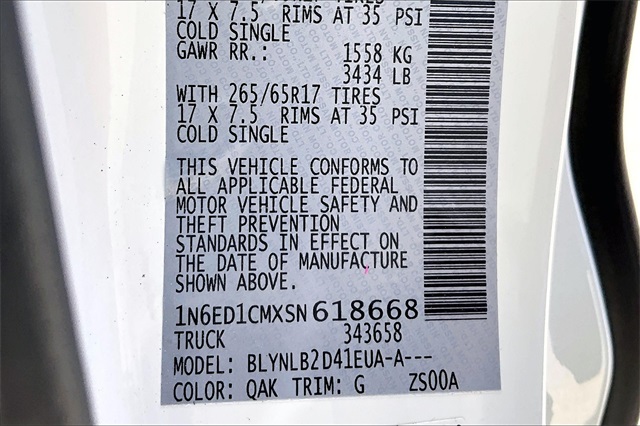 17 X 7.5 RIMS AT 35 PSI
COLD SINGLE
GAWR RR.: 1558 KG
3434 LB
WITH 265/65R17 TIRES
17 X 7.5 RIMS AT 35 PSI
COLD SINGLE
THIS VEHICLE CONFORMS TO
ALL APPLICABLE FEDERAL
MOTOR VEHICLE SAFETY AND
THEFT PREVENTION
STANDARDS IN EFFECT ON
THE DATE OF MANUFACTURE
SHOWN ABOVE.
1N6ED1CMXSN618668
TRUCK 343658
MODEL: BLYNLB2D41EUA-A---
COLOR: QAK TRIM: G ZS00A